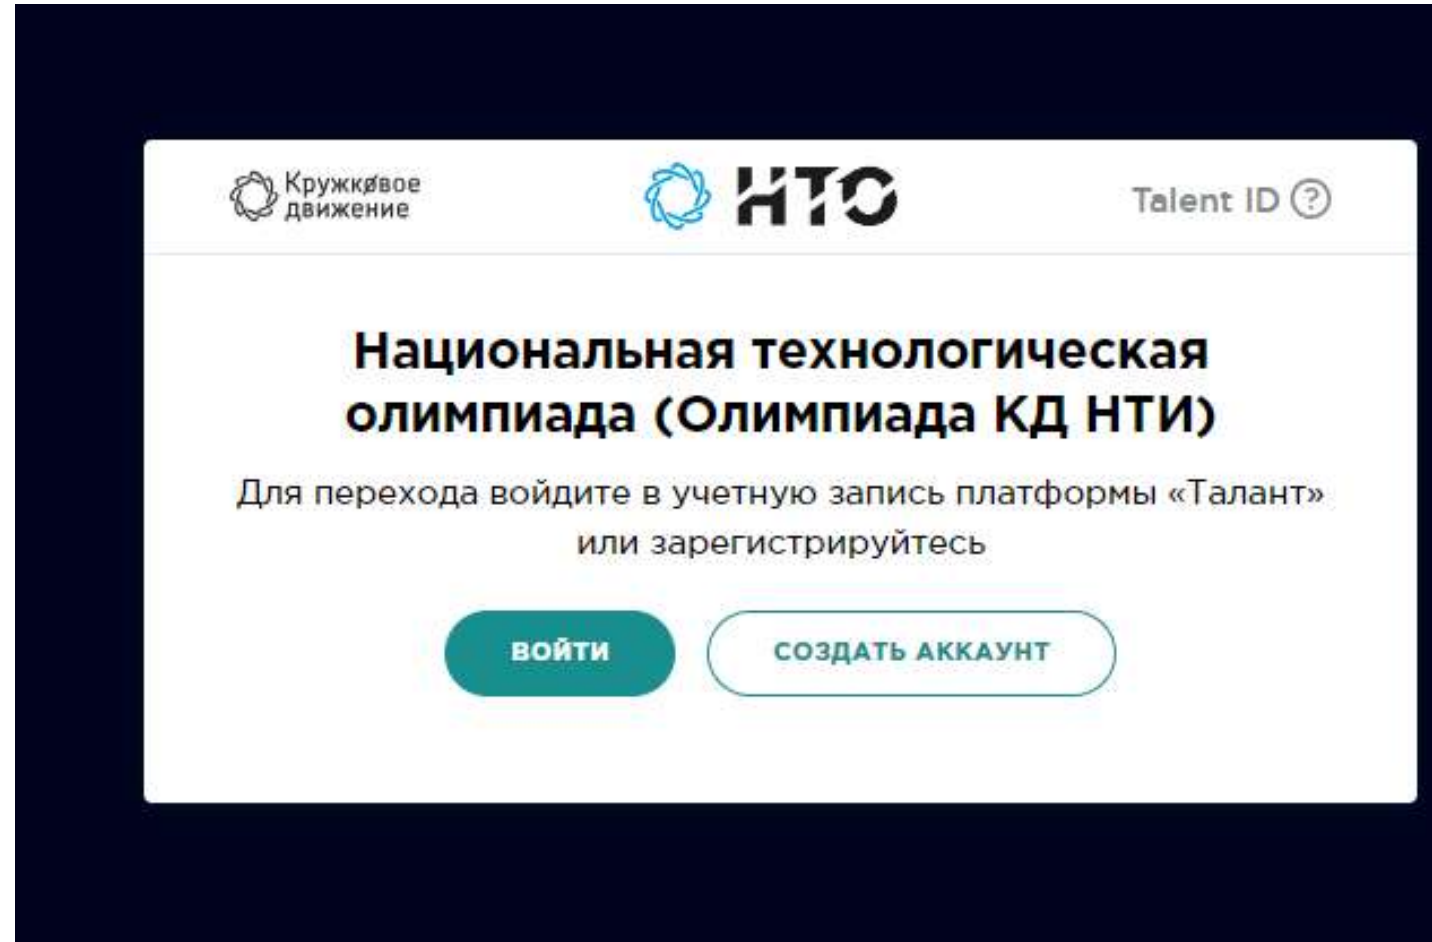 Кружковое
движение
НТО
Talent ID ?
Национальная технологическая
олимпиада (Олимпиада КД НТИ)
Для перехода войдите в учетную запись платформы «Талант»
или зарегистрируйтесь
ВОЙТИ
СОЗДАТЬ АККАУНТ